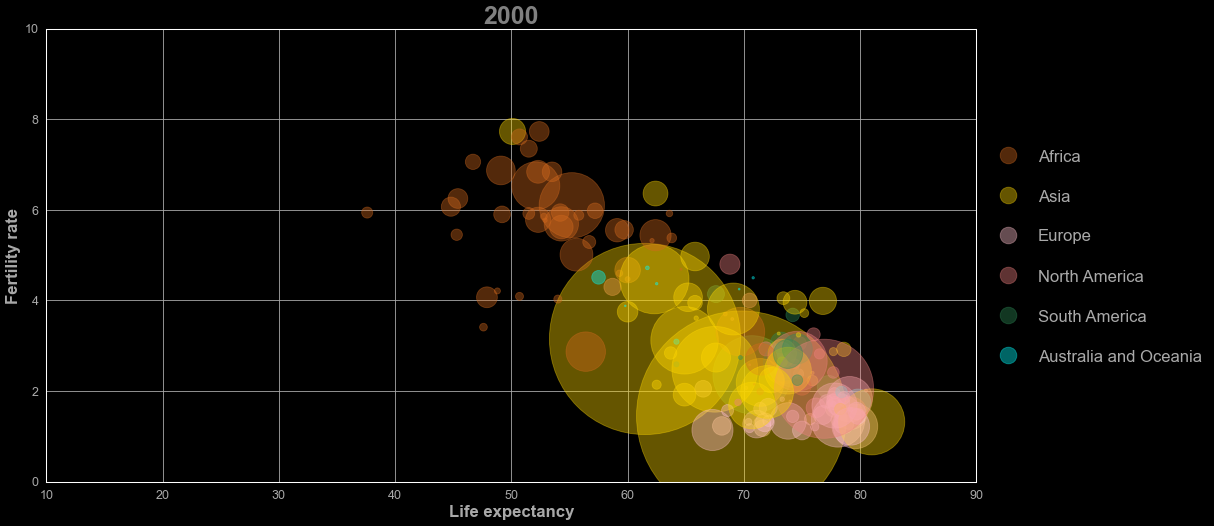 2000
10
8
6
4
2
0
Fertility rate
10 20 30 40 50 60 70 80 90
Life expectancy
Africa
Asia
Europe
North America
South America
Australia and Oceania